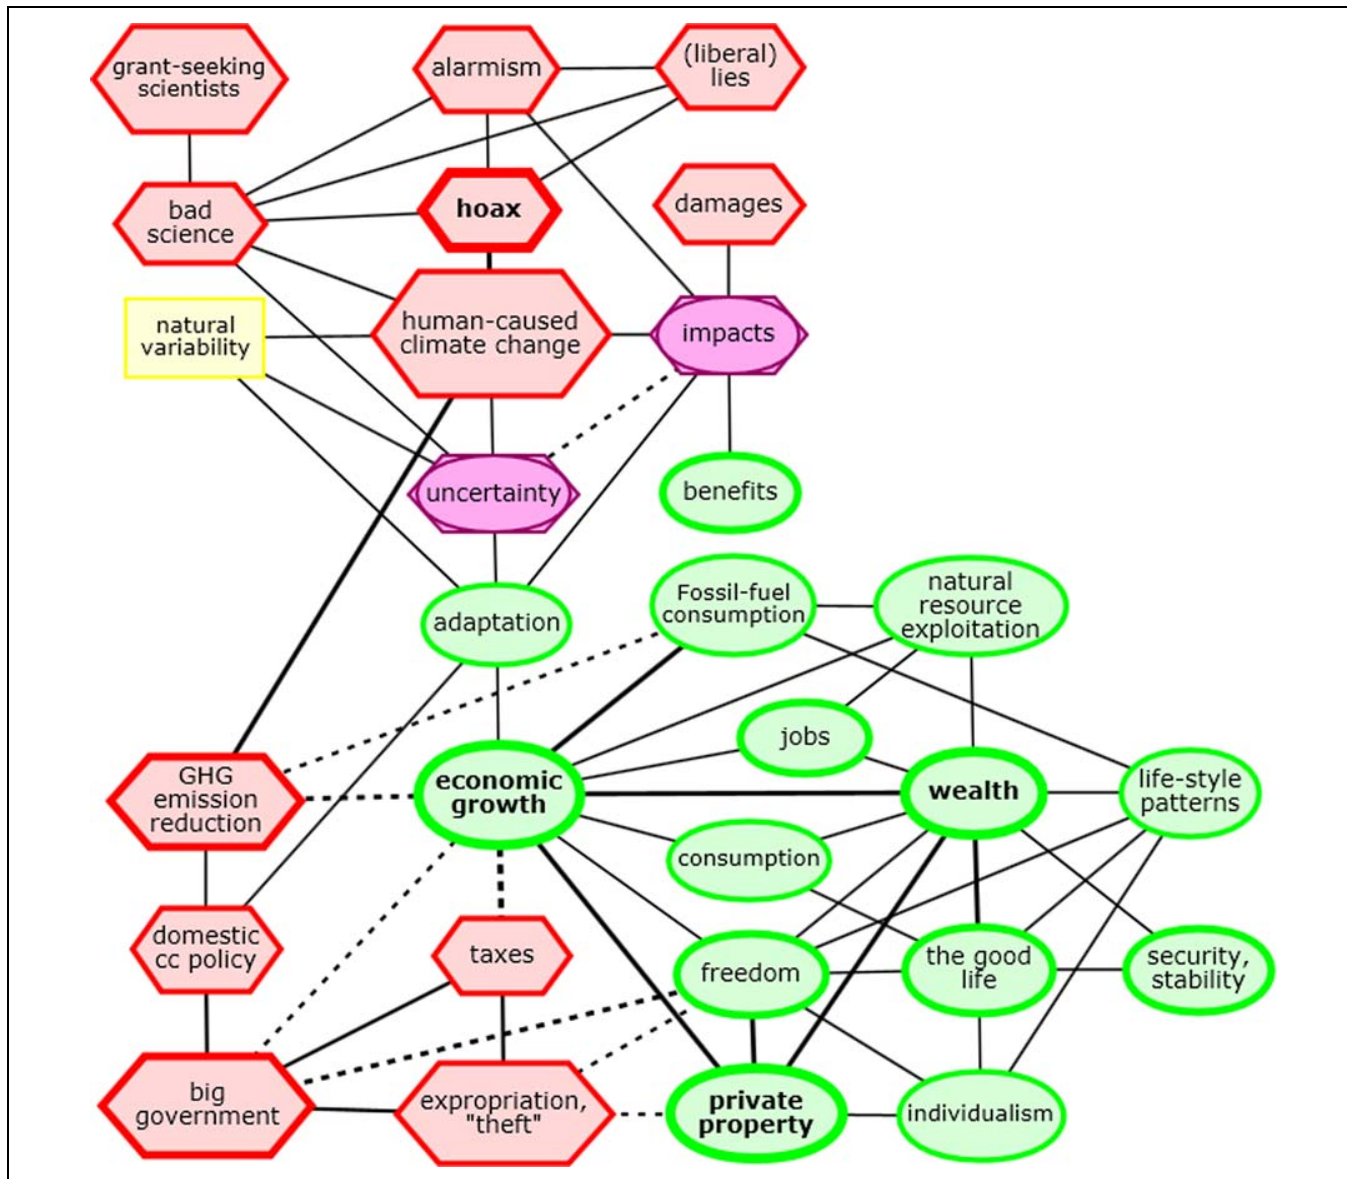 grant-seeking
scientists
alarmism
(liberal)
lies
bad
science
hoax
damages
natural
variability
human-caused
climate change
impacts
uncertainty
benefits
adaptation
Fossil-fuel
consumption
natural
resource
exploitation
jobs
GHG
emission
reduction
economic
growth
wealth
life-style
patterns
consumption
domestic
cc policy
taxes
freedom
the good
life
security,
stability
big
government
expropriation,
"theft"
private
property
individualism